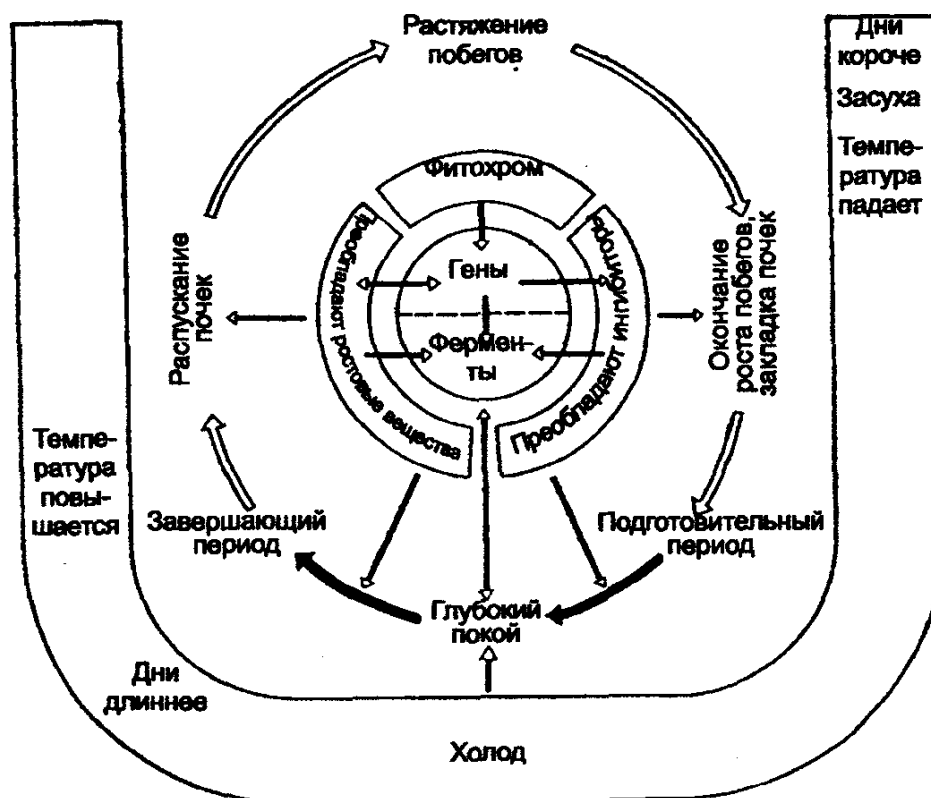 Растяжение
побегов
Дни
короче
Засуха
Темпе-
ратура
падает
Фитохром
Преобладают ростовые вещества
Преобладают ингибиторы
Гены
Фермен-
ты
Распускание
почек
Окончание
роста побегов,
закладка почек
Темпе-
ратура
повы-
шается
Завершающий
период
Подготовительный
период
Глубокий
покой
Дни
длиннее
Холод